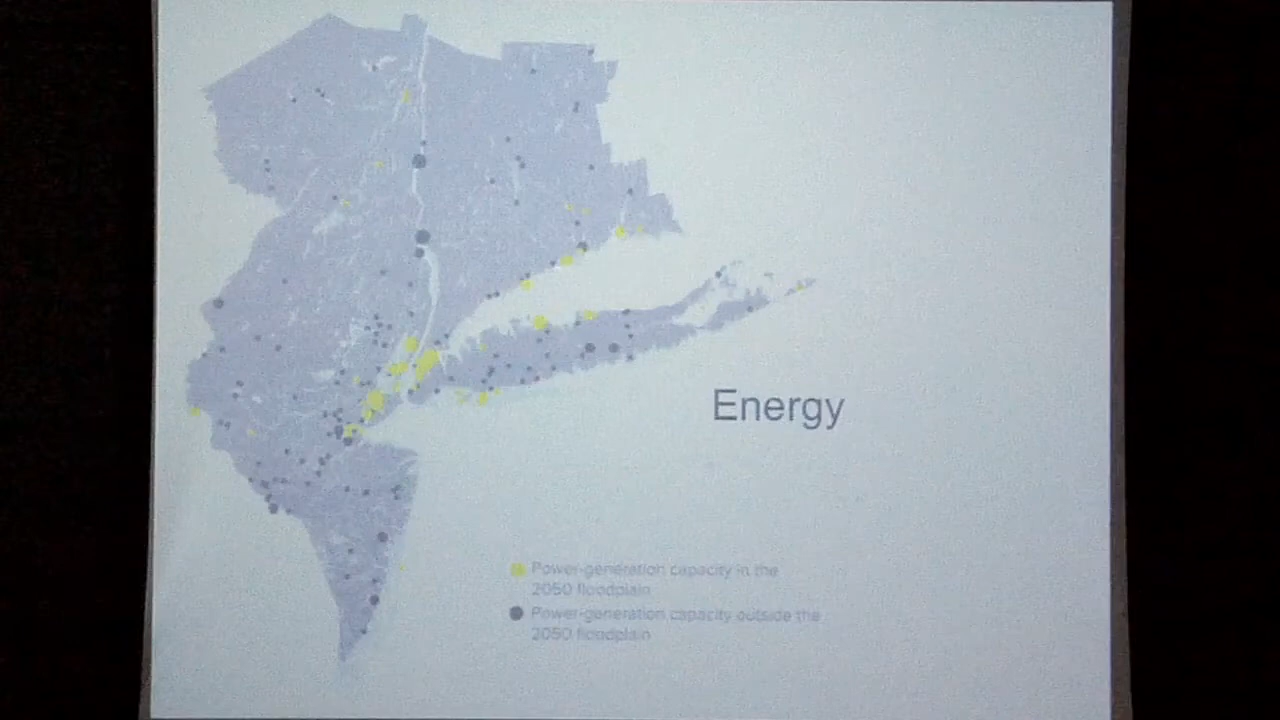 Energy
Power-generation capacity in the
2050 floodplain
Power-generation capacity outside the
2050 floodplain